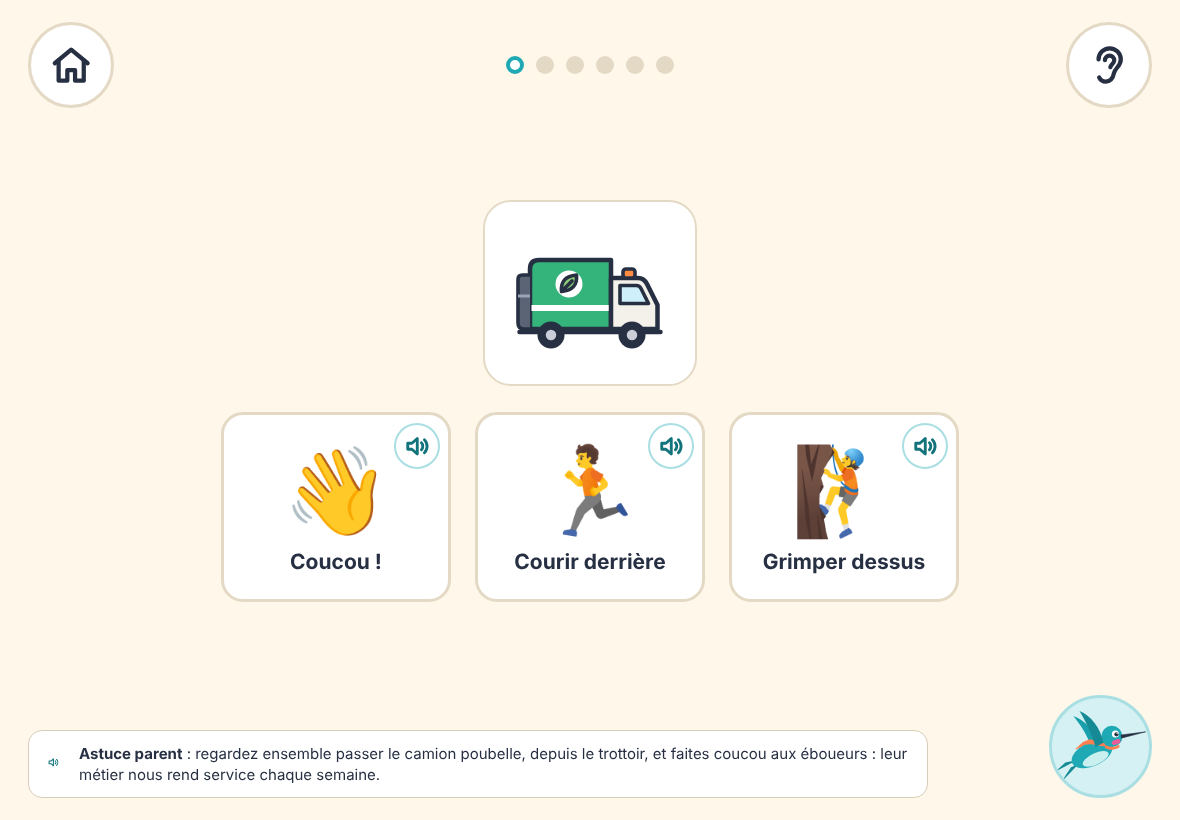 Coucou !
Courir derrière
Grimper dessus
Astuce parent : regardez ensemble passer le camion poubelle, depuis le trottoir, et faites coucou aux éboueurs : leur
métier nous rend service chaque semaine.